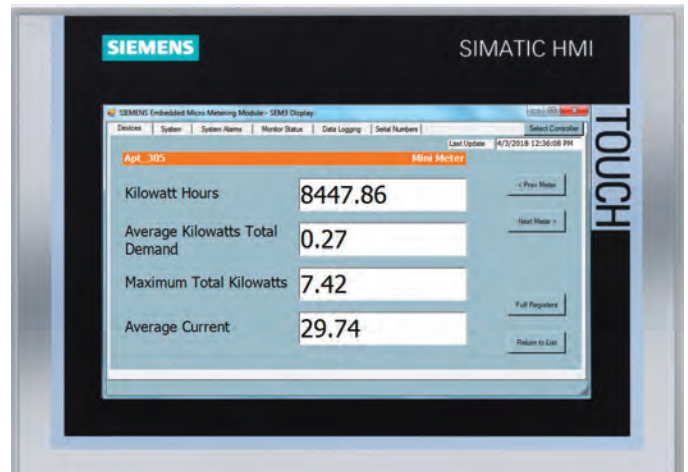 SIEMENS
SIMATIC HMI
TOUCH
SIEMENS Embedded Micro Metering Module - SEM3 Display
Devices System System Alarms Monitor Status Data Logging Serial Numbers Select Controller
Last Update 4/3/2018 12:36:08 PM
Apt_305 Mini Meter
Kilowatt Hours 8447.86
< Prev Meter
Average Kilowatts Total
Demand 0.27
Next Meter >
Maximum Total Kilowatts 7.42
Full Registers
Average Current 29.74
Return to List